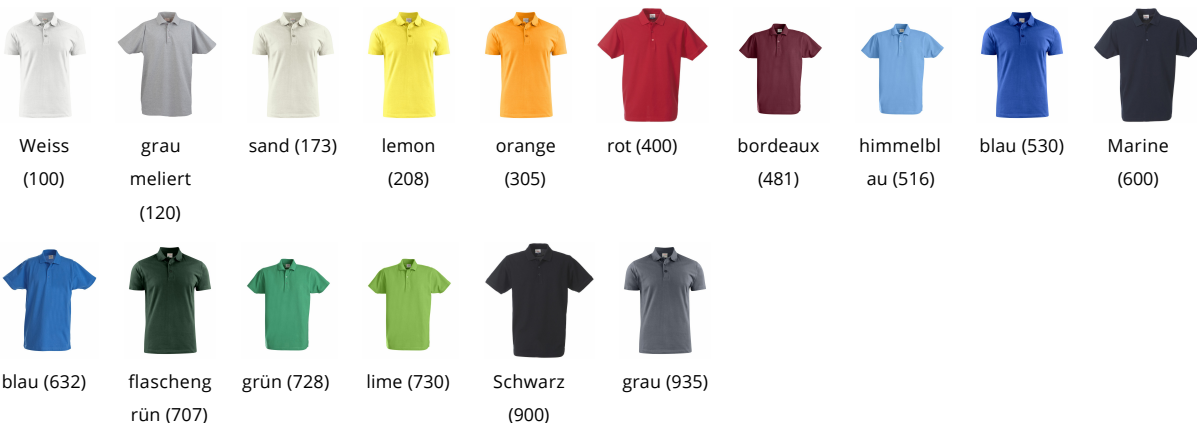 Weiss
(100)
grau
meliert
(120)
sand (173)
lemon
(208)
orange
(305)
rot (400)
bordeaux
(481)
himmelbl
au (516)
blau (530)
Marine
(600)
blau (632)
flascheng
rün (707)
grün (728)
lime (730)
Schwarz
(900)
grau (935)